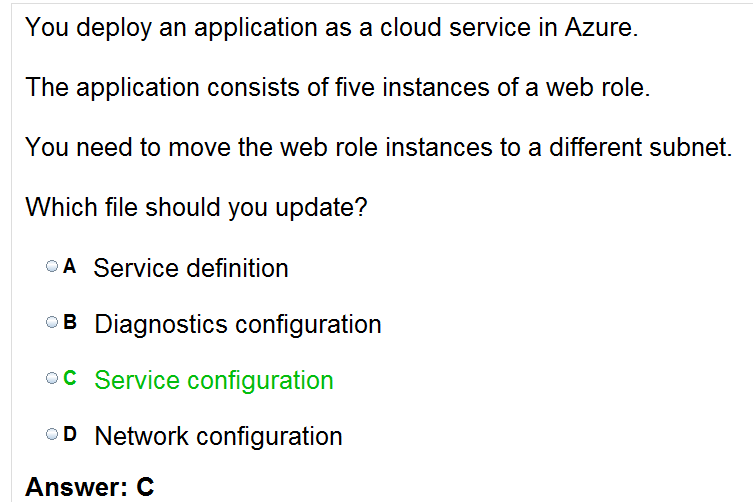 You deploy an application as a cloud service in Azure.
The application consists of five instances of a web role.
You need to move the web role instances to a different subnet.
Which file should you update?
A Service definition
B Diagnostics configuration
C Service configuration
D Network configuration
Answer: C